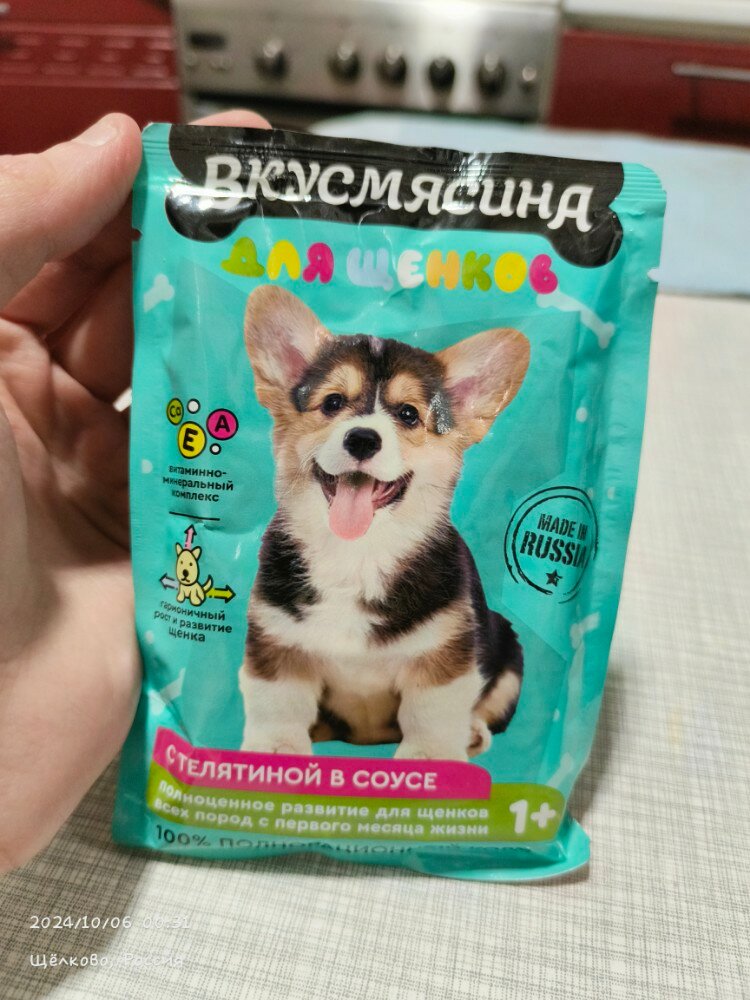 ВКУСМЯСИНА
ДЛЯ ЩЕНКОВ
Ca
E
A
витаминно-
минеральный
комплекс
MADE IN
RUSSIA
гармоничный
рост и развитие
щенка
С ТЕЛЯТИНОЙ В СОУСЕ
полноценное развитие для щенков
всех пород с первого месяца жизни
1+
100% ПОЛНОРАЦИОННЫЙ
2024/10/06 00:31
Щёлково, Россия